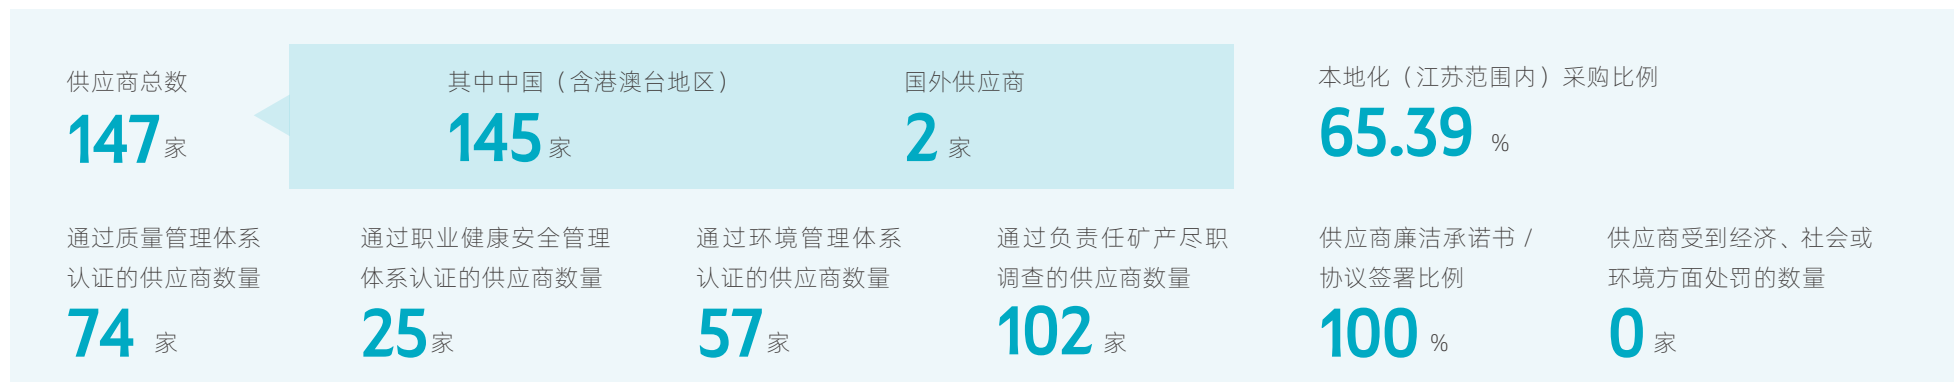 供应商总数
147 家
其中中国（含港澳台地区）
145 家
国外供应商
2 家
本地化（江苏范围内）采购比例
65.39 %
通过质量管理体系
认证的供应商数量
74 家
通过职业健康安全管理
体系认证的供应商数量
25 家
通过环境管理体系
认证的供应商数量
57 家
通过负责任矿产尽职
调查的供应商数量
102 家
供应商廉洁承诺书 /
协议签署比例
100 %
供应商受到经济、社会或
环境方面处罚的数量
0 家